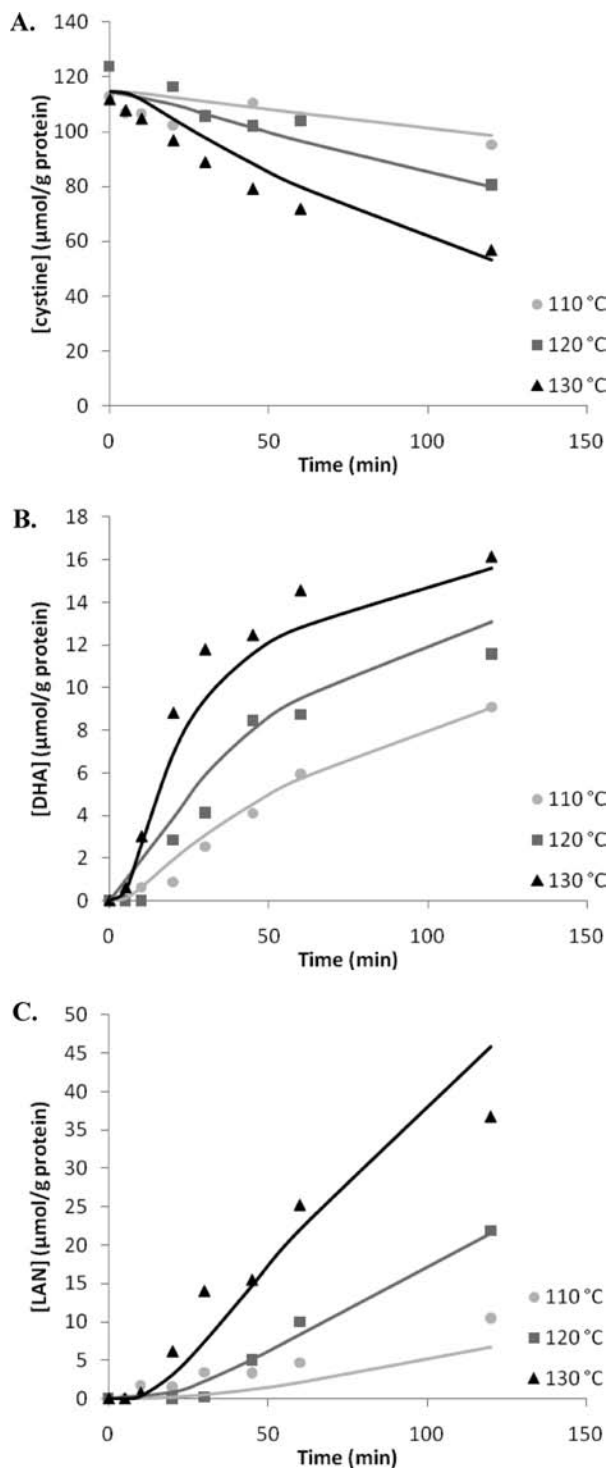 A.
[cystine] (µmol/g protein)
140
120
100
80
60
40
20
0
0 50 100 150
Time (min)
110 °C
120 °C
130 °C
B.
[DHA] (µmol/g protein)
18
16
14
12
10
8
6
4
2
0
0 50 100 150
Time (min)
110 °C
120 °C
130 °C
C.
[LAN] (µmol/g protein)
50
45
40
35
30
25
20
15
10
5
0
0 50 100 150
Time (min)
110 °C
120 °C
130 °C